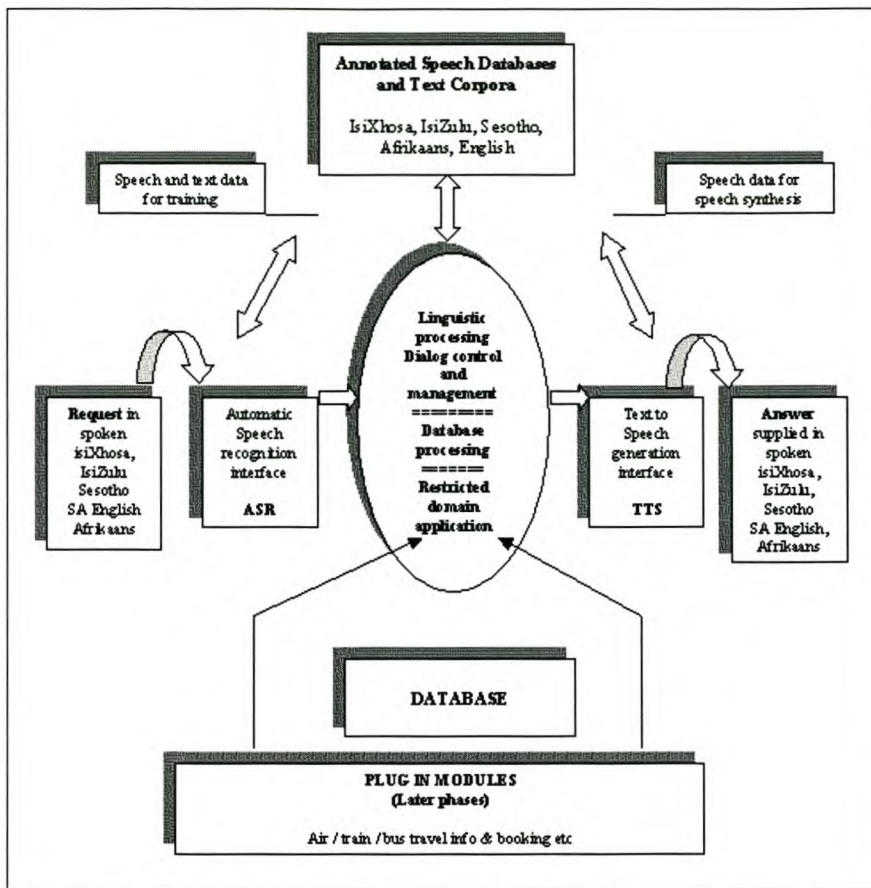 Annotated Speech Databases
and Text Corpora
IsiXhosa, IsiZulu, Sesotho,
Afrikaans, English
Speech and text data
for training
Speech data for
speech synthesis
Request in
spoken
isiXhosa,
IsiZulu
Sesotho
SA English
Afrikaans
Automatic
Speech
recognition
interface
ASR
Linguistic
processing
Dialog control
and
management
=========
Database
processing
=======
Restricted
domain
application
Text to
Speech
generation
interface
TTS
Answer
supplied in
spoken
isiXhosa,
IsiZulu,
Sesotho
SA English,
Afrikaans
DATABASE
PLUG IN MODULES
(Later phases)
Air / train / bus travel info & booking etc